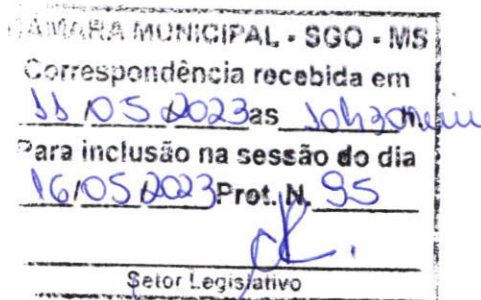 CÂMARA MUNICIPAL - SGO - MS
Correspondência recebida em
11/05/2023 as 10h30min
Para inclusão na sessão do dia
16/05/2023 Prot. N. 95
Setor Legislativo